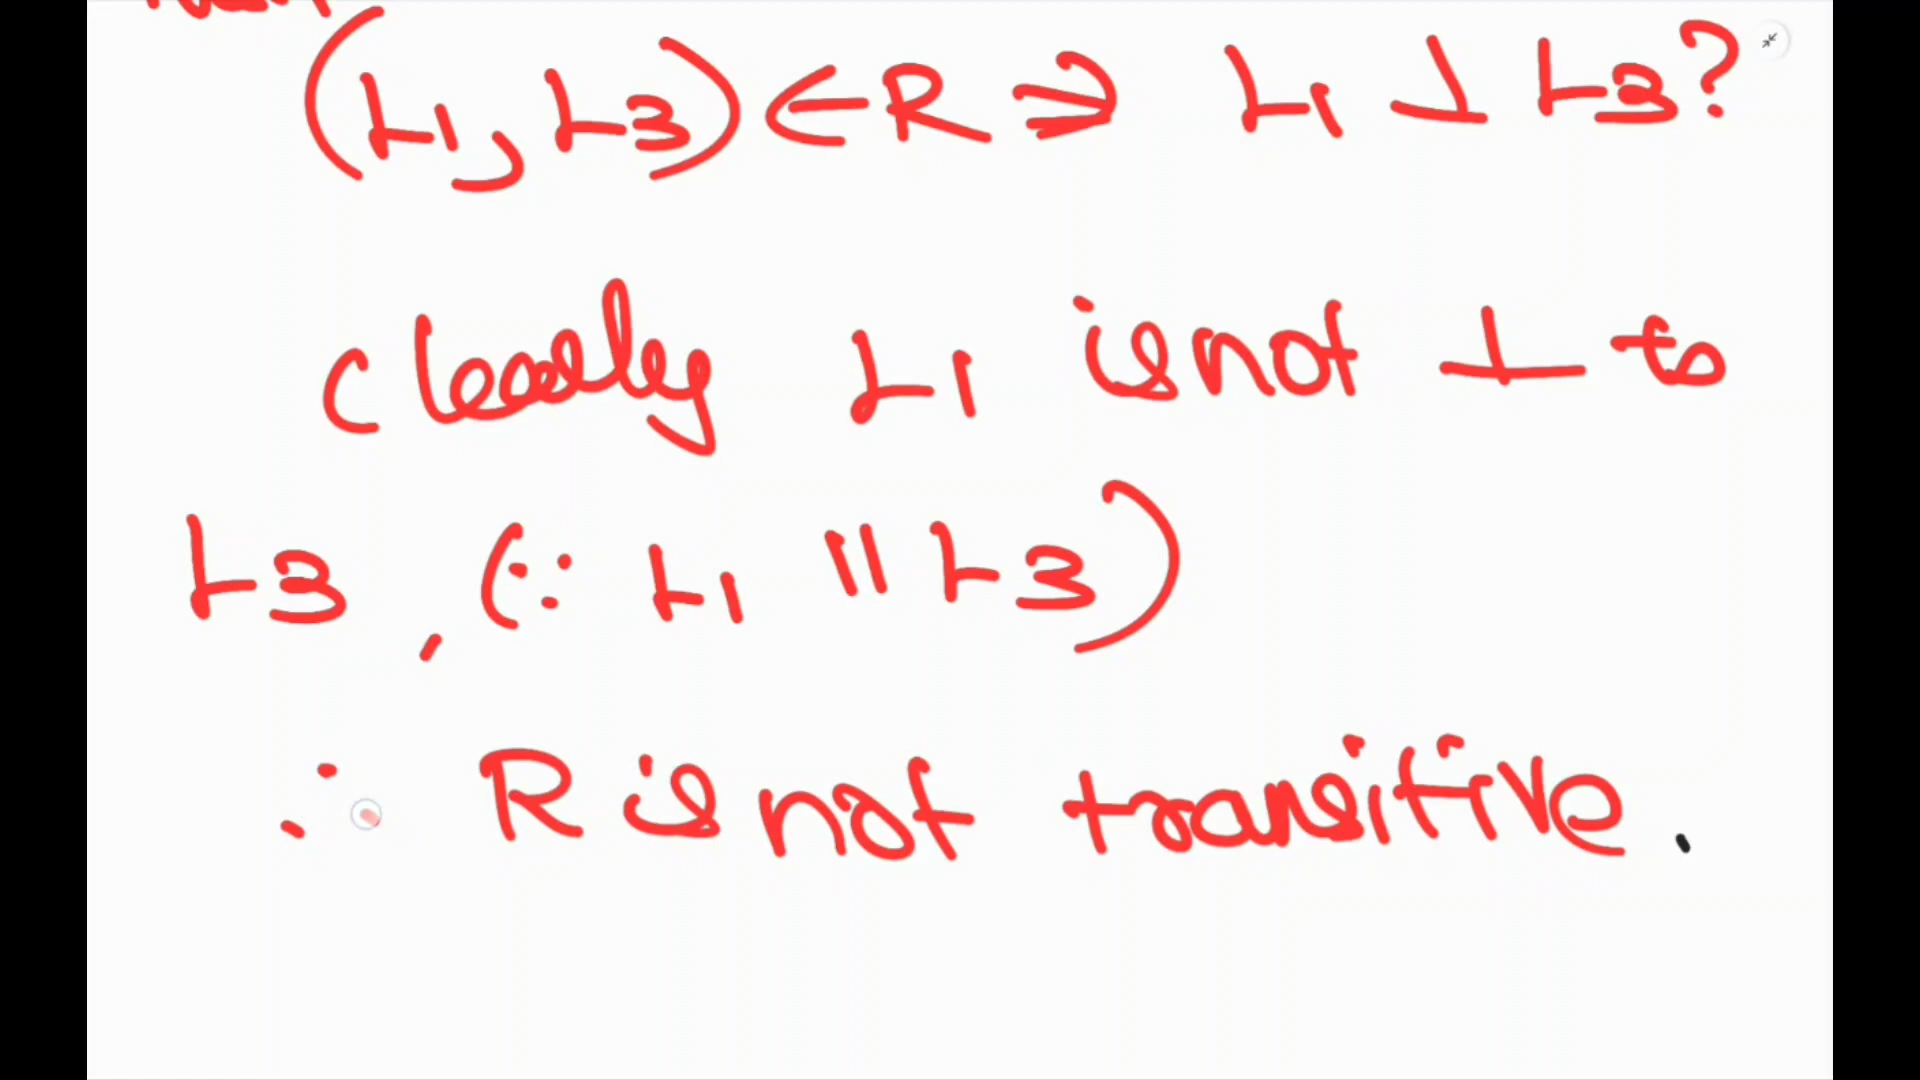 (L1, L3) ∈ R ⇒ L1 ⊥ L3?
clearly L1 is not ⊥ to
L3, (∵ L1 || L3)
∴ R is not transitive.